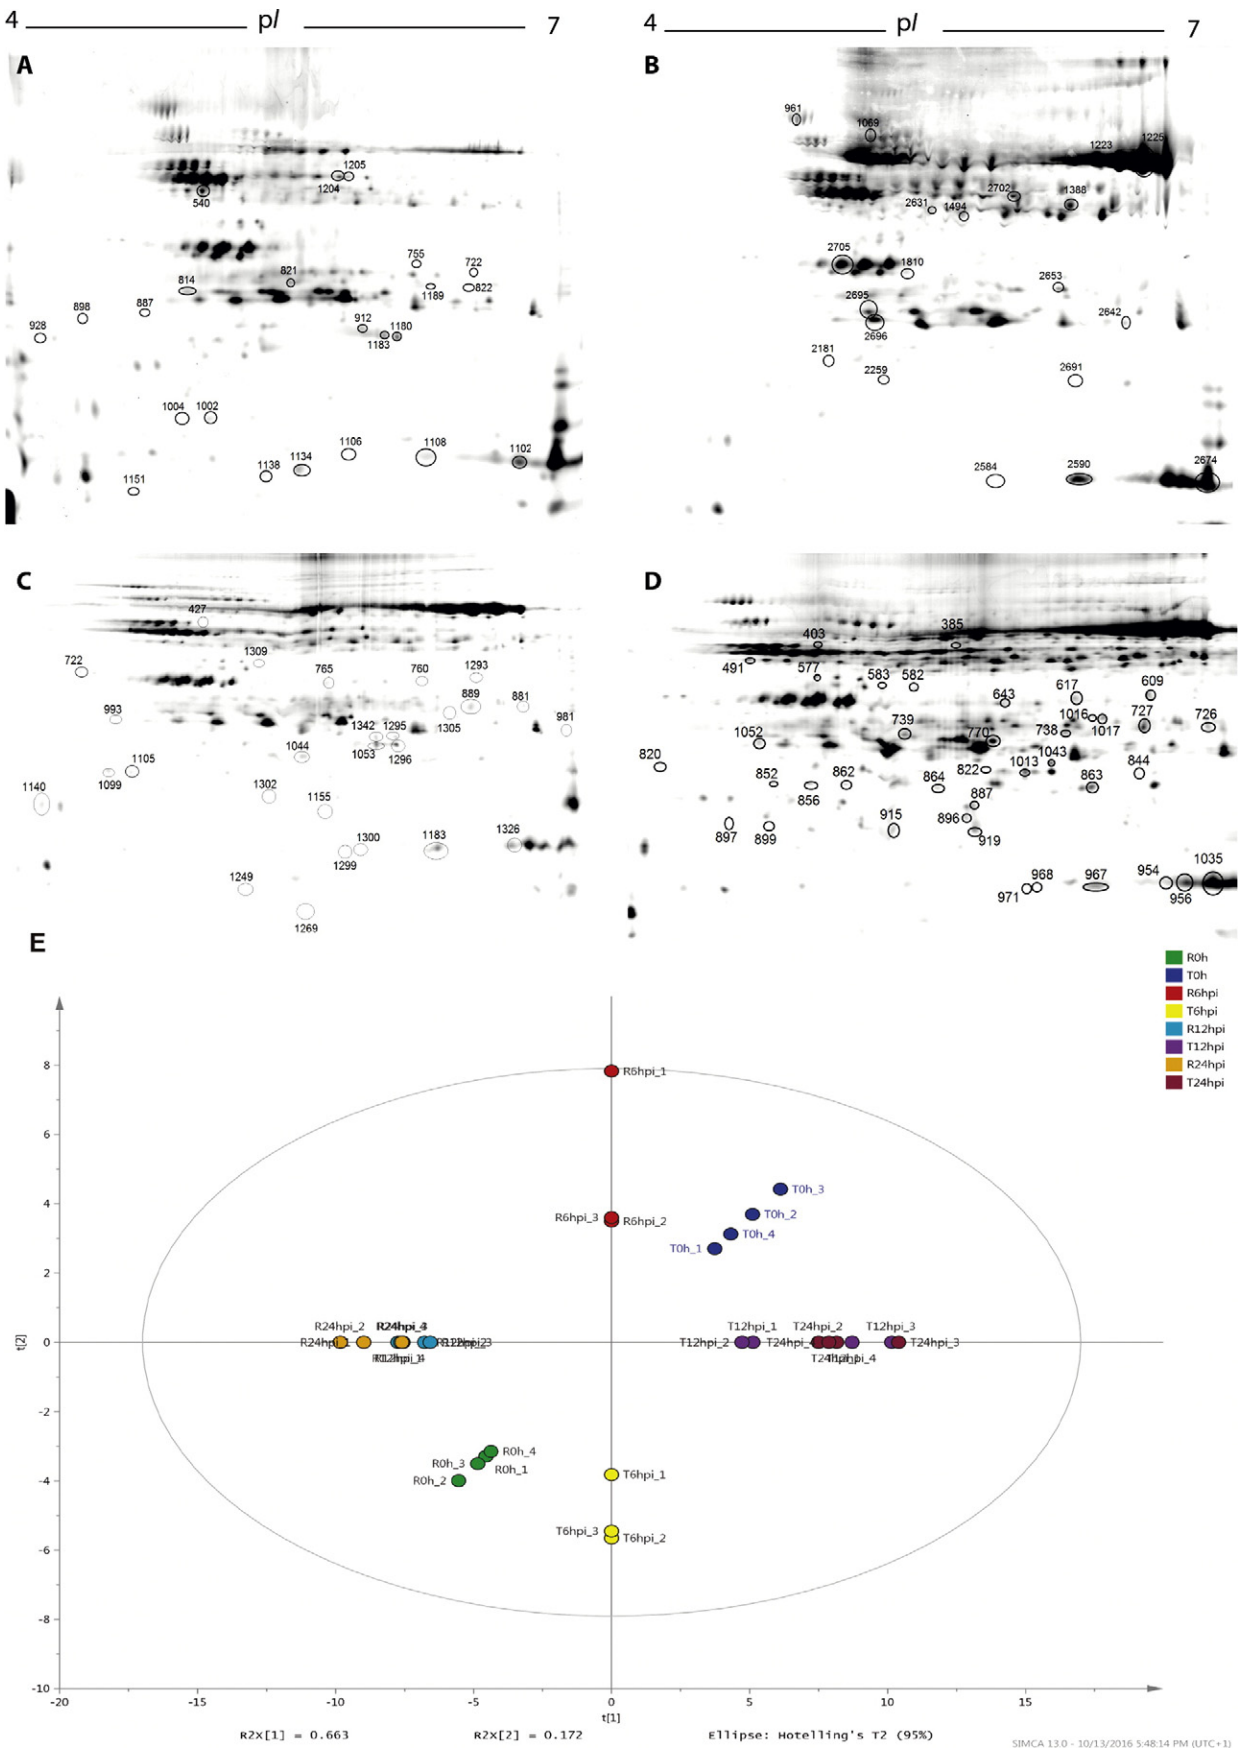 4 pI 7
4 pI 7
A
1205
1204
540
755
722
821
814
1189
822
898
887
928
912
1180
1183
1004
1002
1106
1108
1102
1138
1134
1151
B
961
1069
1223
1225
2702
1388
2631
1494
2705
1810
2653
2695
2696
2642
2181
2259
2691
2584
2590
2674
C
427
1309
722
765
760
1293
889
881
993
1305
981
1342
1295
1053
1296
1044
1105
1099
1140
1302
1155
1300
1299
1183
1326
1249
1269
D
403
385
491
577
583
582
643
617
609
1016
1017
727
726
739
738
1052
770
1043
820
822
1013
844
852
856
862
864
863
887
896
915
919
897
899
968
971
967
954
956
1035
E
R0h
T0h
R6hpi
T6hpi
R12hpi
T12hpi
R24hpi
T24hpi
8
6
4
2
0
-2
-4
-6
-8
-10
t[2]
R6hpi_1
R6hpi_3
R6hpi_2
T0h_3
T0h_2
T0h_4
T0h_1
R24hpi_2
T12hpi_1
T24hpi_2
T12hpi_3
T12hpi_2
T24hpi_3
R0h_4
R0h_3
R0h_1
R0h_2
T6hpi_1
T6hpi_3
T6hpi_2
-20 -15 -10 -5 0 5 10 15
t[1]
R2X[1] = 0.663 R2X[2] = 0.172 Ellipse: Hotelling's T2 (95%)
SIMCA 13.0 - 10/13/2016 5:48:14 PM (UTC+1)